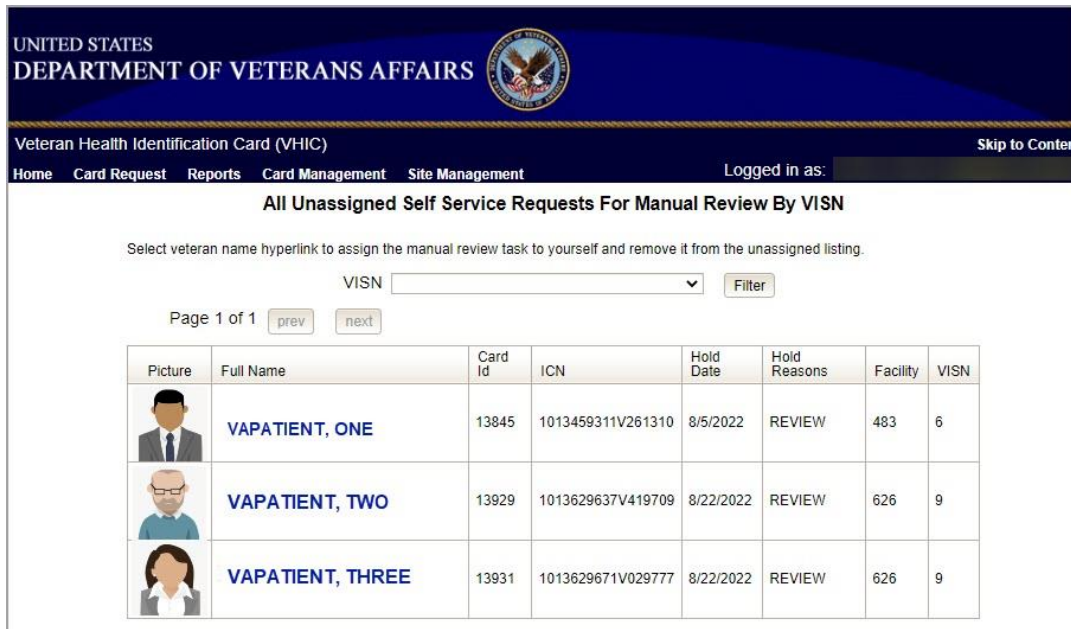 UNITED STATES
DEPARTMENT OF VETERANS AFFAIRS
Veteran Health Identification Card (VHIC)
Skip to Conter
Home Card Request Reports Card Management Site Management Logged in as:
All Unassigned Self Service Requests For Manual Review By VISN
Select veteran name hyperlink to assign the manual review task to yourself and remove it from the unassigned listing.
VISN Filter
Page 1 of 1 prev next
Picture Full Name Card Id ICN Hold Date Hold Reasons Facility VISN
VAPATIENT, ONE 13845 1013459311V261310 8/5/2022 REVIEW 483 6
VAPATIENT, TWO 13929 1013629637V419709 8/22/2022 REVIEW 626 9
VAPATIENT, THREE 13931 1013629671V029777 8/22/2022 REVIEW 626 9